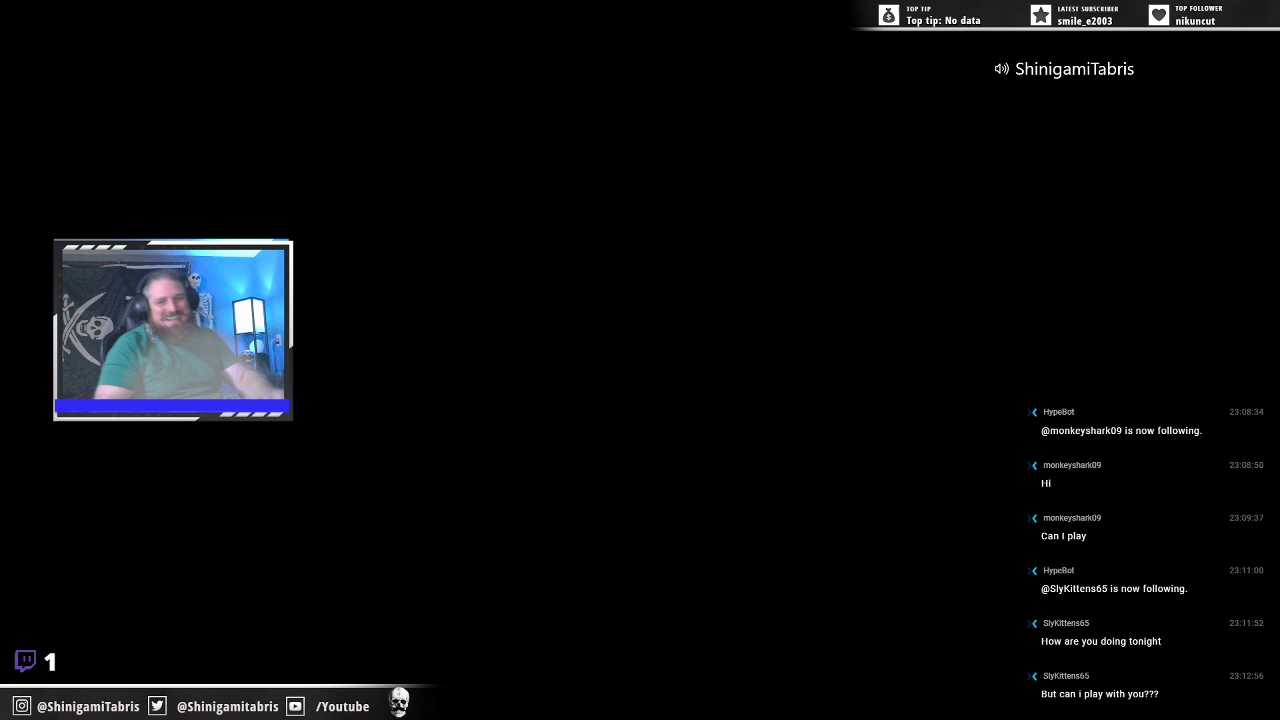 TOP TIP
Top tip: No data
LATEST SUBSCRIBER
smile_e2003
TOP FOLLOWER
nikuncut
ShinigamiTabris
HypeBot 23:08:34
@monkeyshark09 is now following.
monkeyshark09 23:08:50
Hi
monkeyshark09 23:09:37
Can I play
HypeBot 23:11:00
@SlyKittens65 is now following.
SlyKittens65 23:11:52
How are you doing tonight
SlyKittens65 23:12:56
But can i play with you???
1
@ShinigamiTabris @Shinigamitabris /Youtube